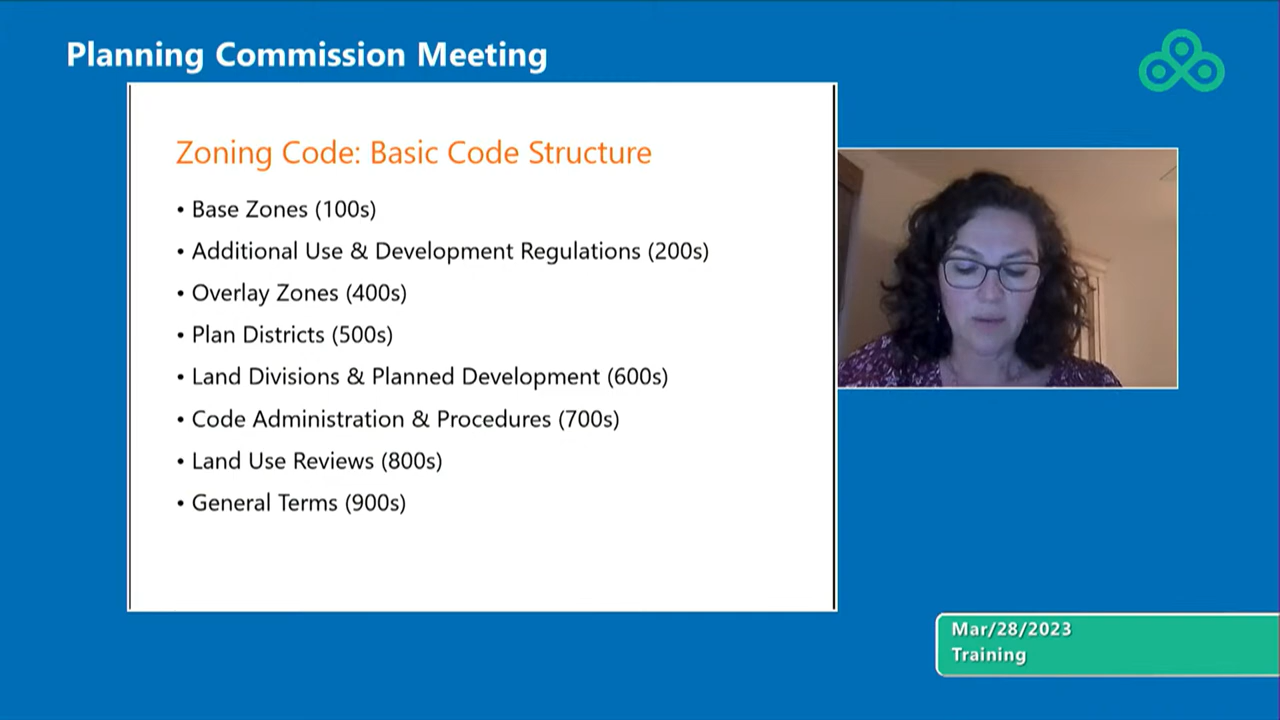 Planning Commission Meeting
Zoning Code: Basic Code Structure
• Base Zones (100s)
• Additional Use & Development Regulations (200s)
• Overlay Zones (400s)
• Plan Districts (500s)
• Land Divisions & Planned Development (600s)
• Code Administration & Procedures (700s)
• Land Use Reviews (800s)
• General Terms (900s)
Mar/28/2023
Training